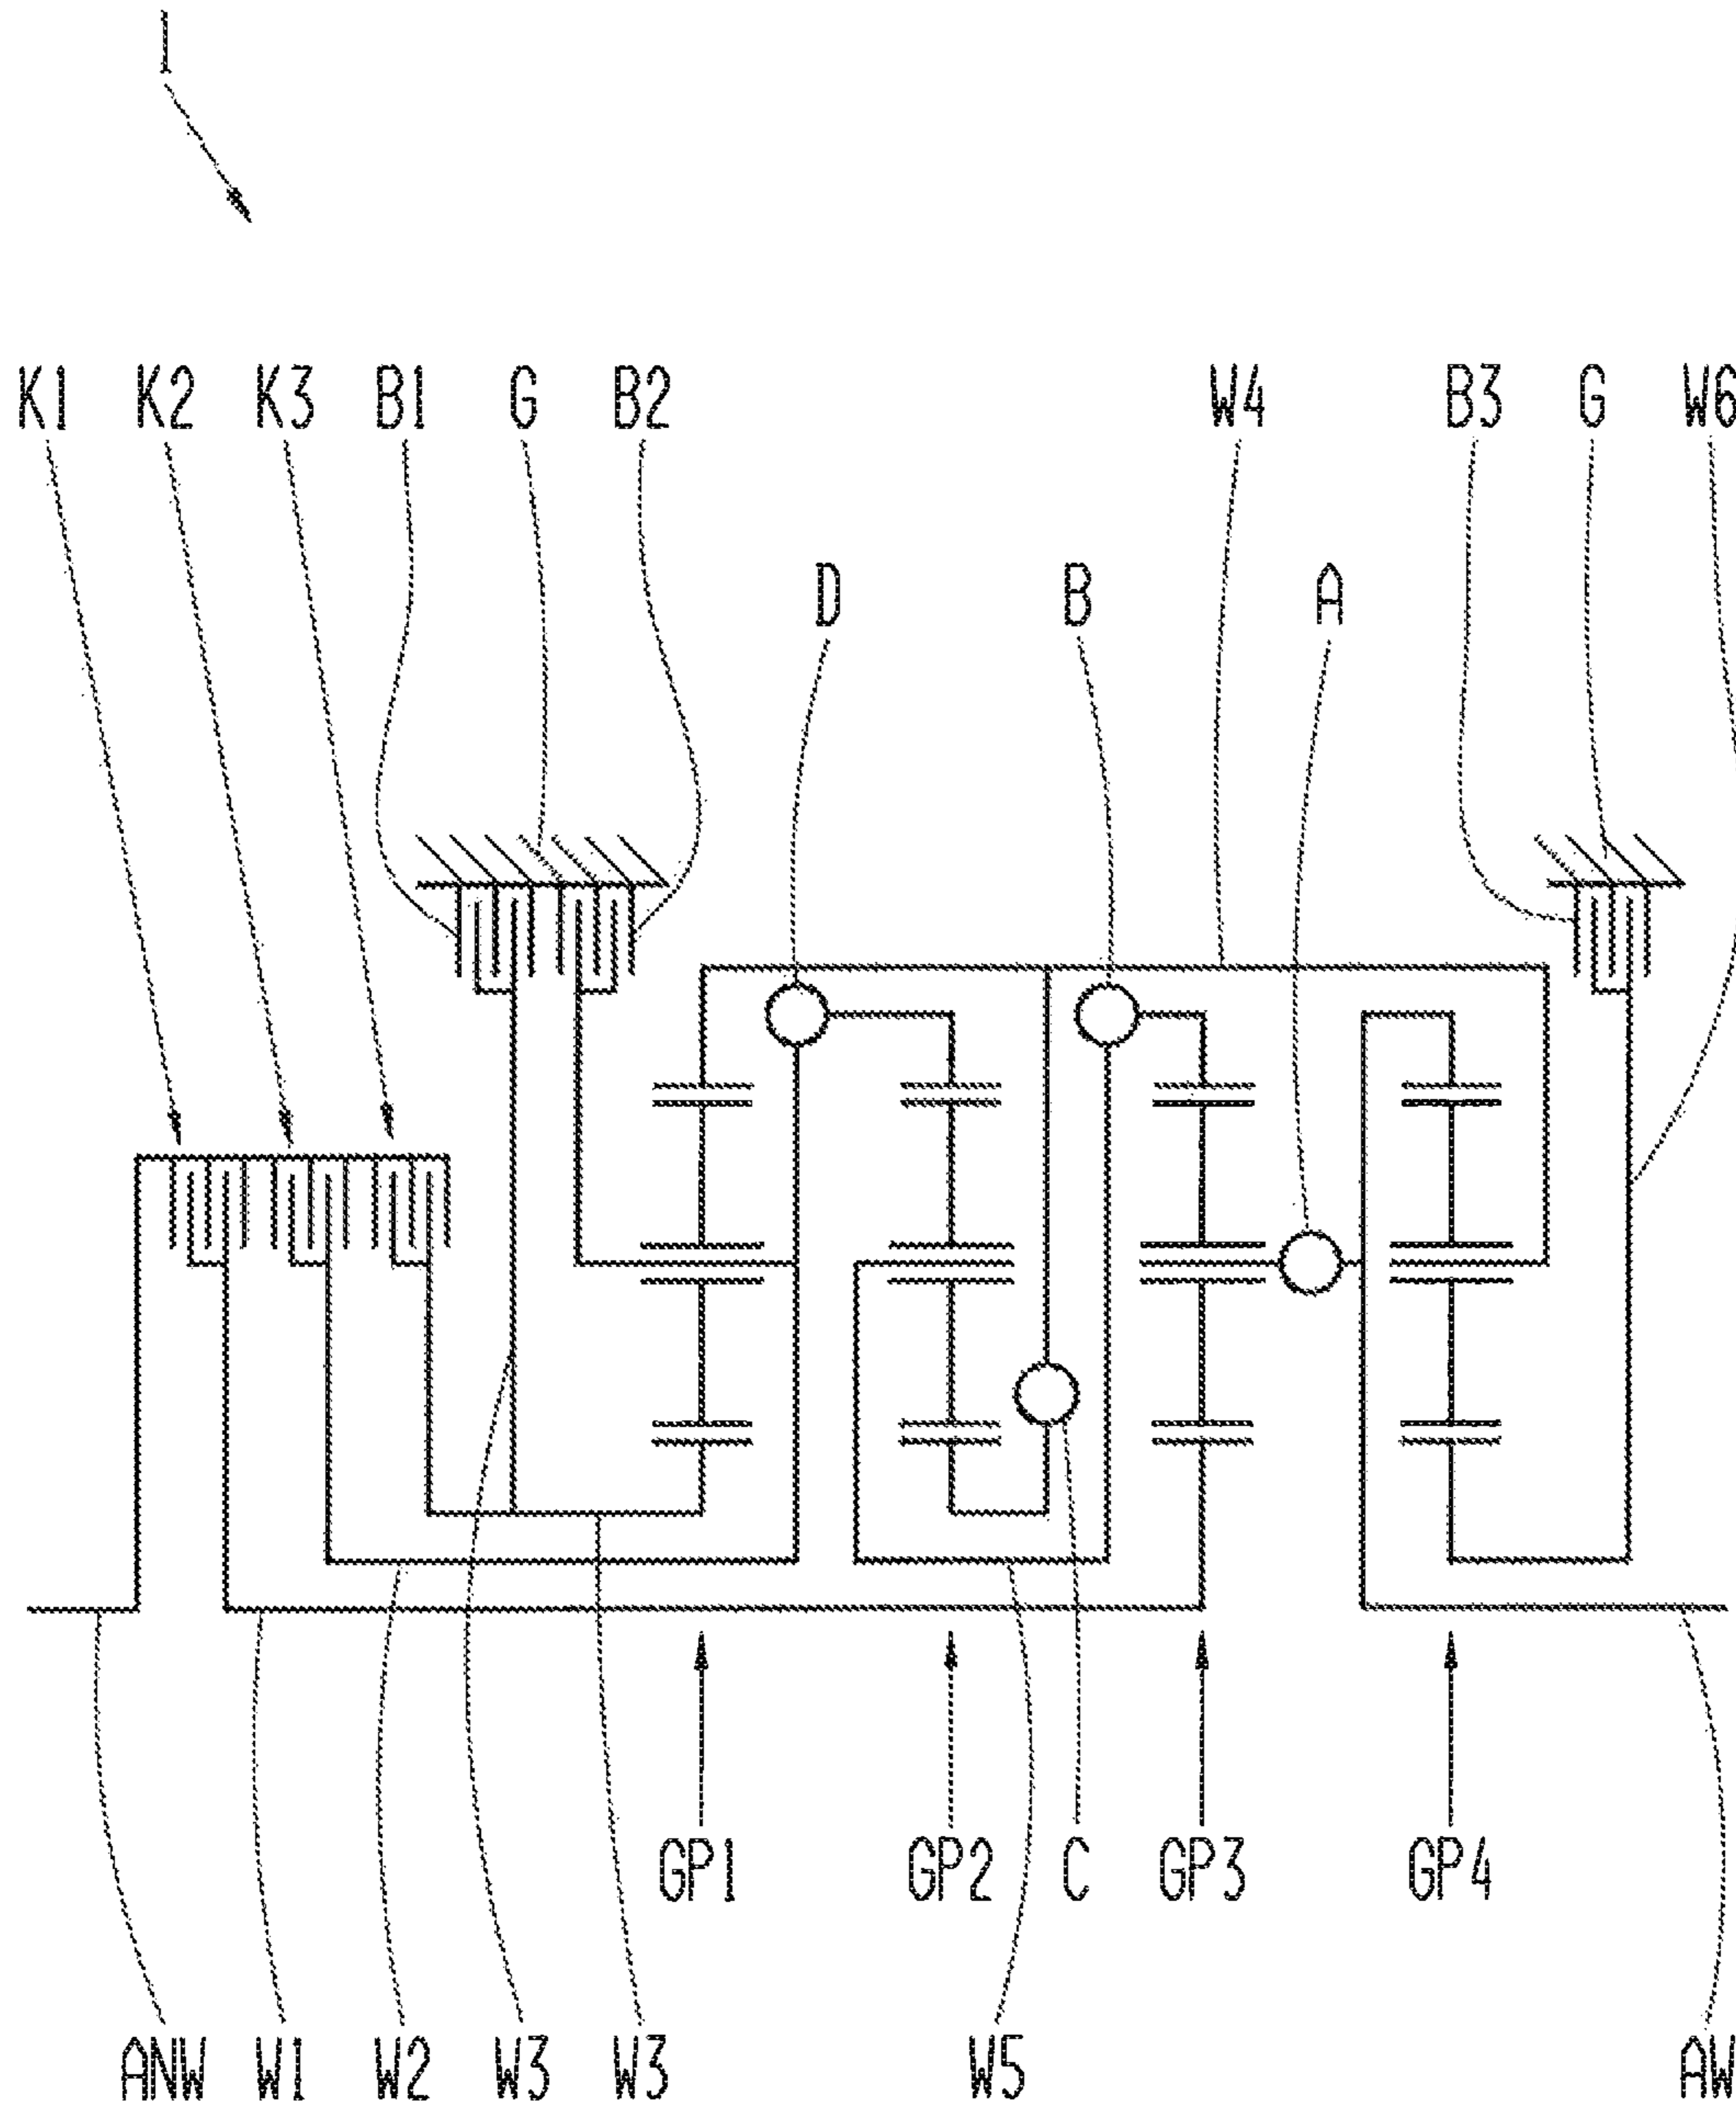 1
K1 K2 K3 B1 G B2 W4 B3 G W6
D B A
GP1 GP2 C GP3 GP4
ANW W1 W2 W3 W3 W5 AW